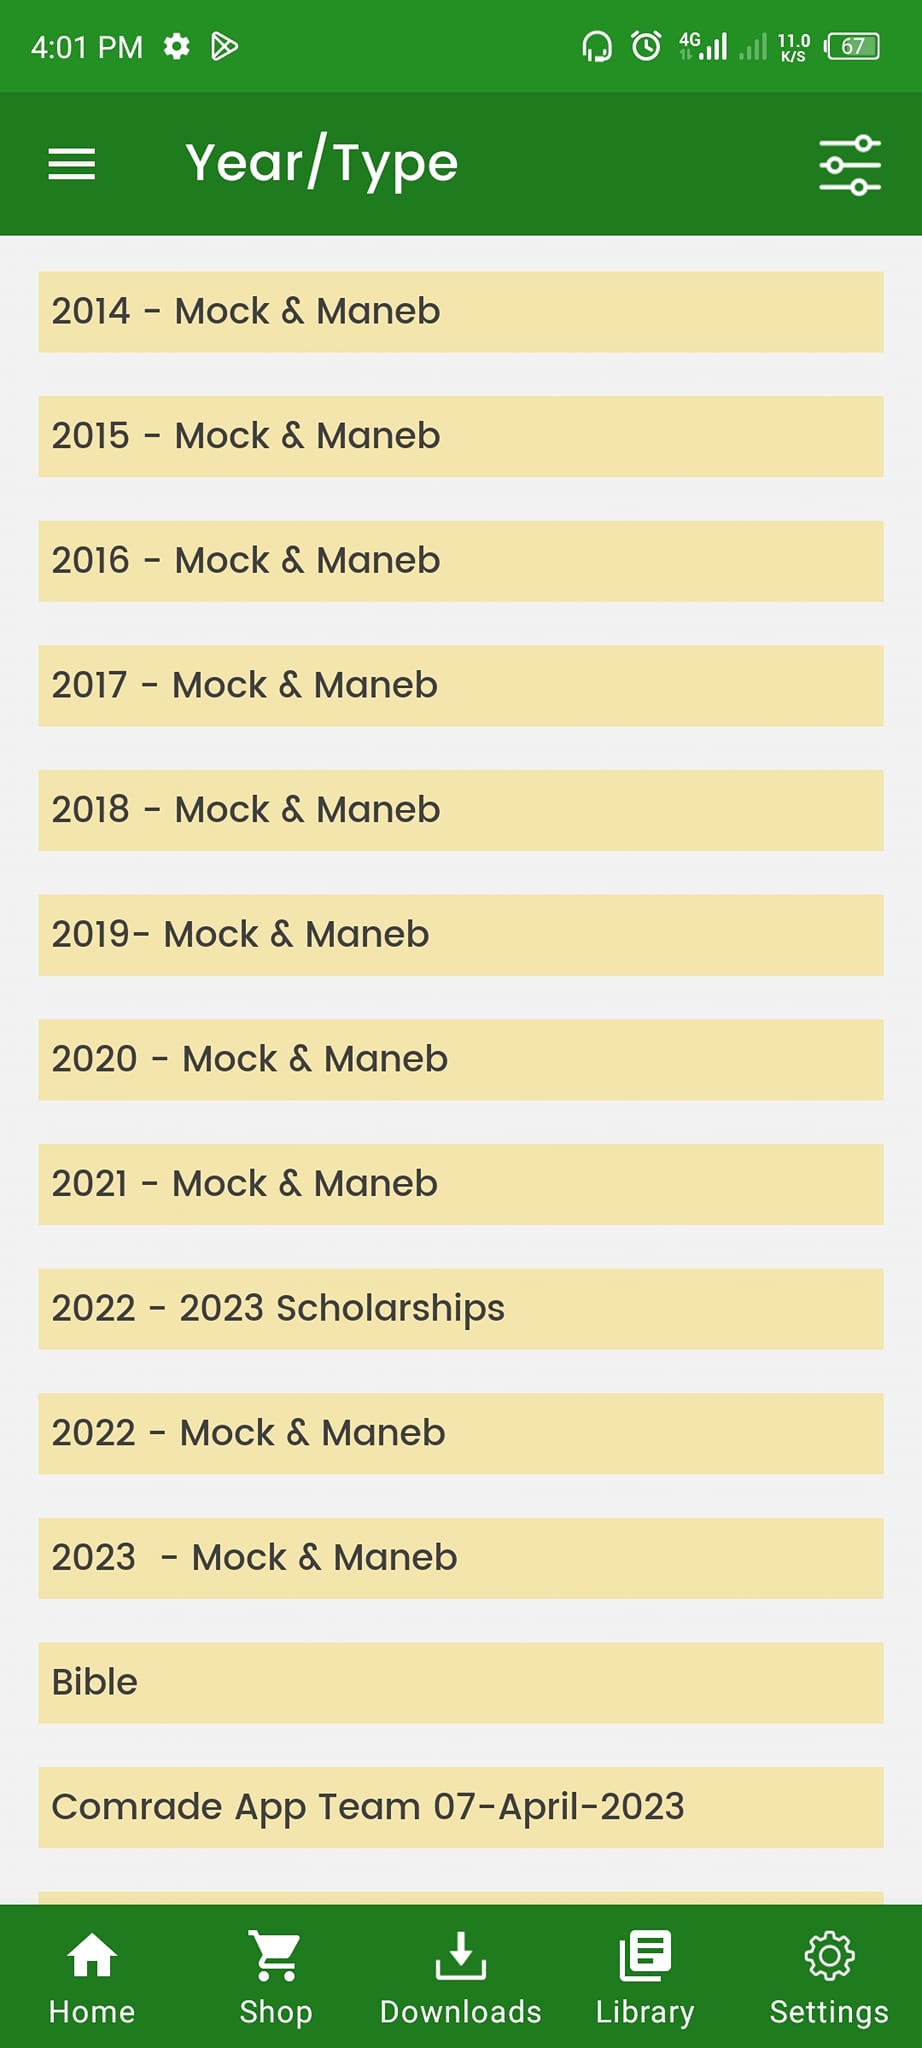 4:01 PM
4G
11.0
K/S
67
Year/Type
2014 - Mock & Maneb
2015 - Mock & Maneb
2016 - Mock & Maneb
2017 - Mock & Maneb
2018 - Mock & Maneb
2019- Mock & Maneb
2020 - Mock & Maneb
2021 - Mock & Maneb
2022 - 2023 Scholarships
2022 - Mock & Maneb
2023  - Mock & Maneb
Bible
Comrade App Team 07-April-2023
Home
Shop
Downloads
Library
Settings